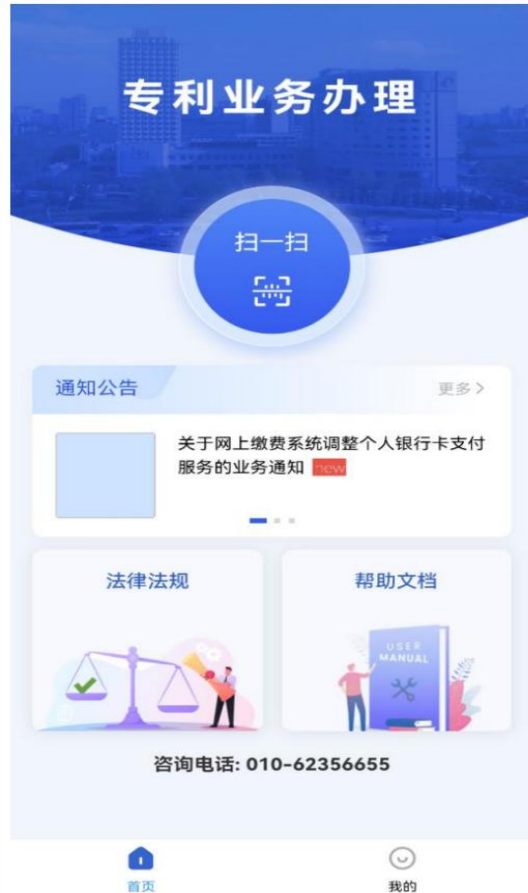 专利业务办理
扫一扫
通知公告
更多>
关于网上缴费系统调整个人银行卡支付
服务的业务通知 new
法律法规
帮助文档
USER
MANUAL
咨询电话: 010-62356655
首页
我的